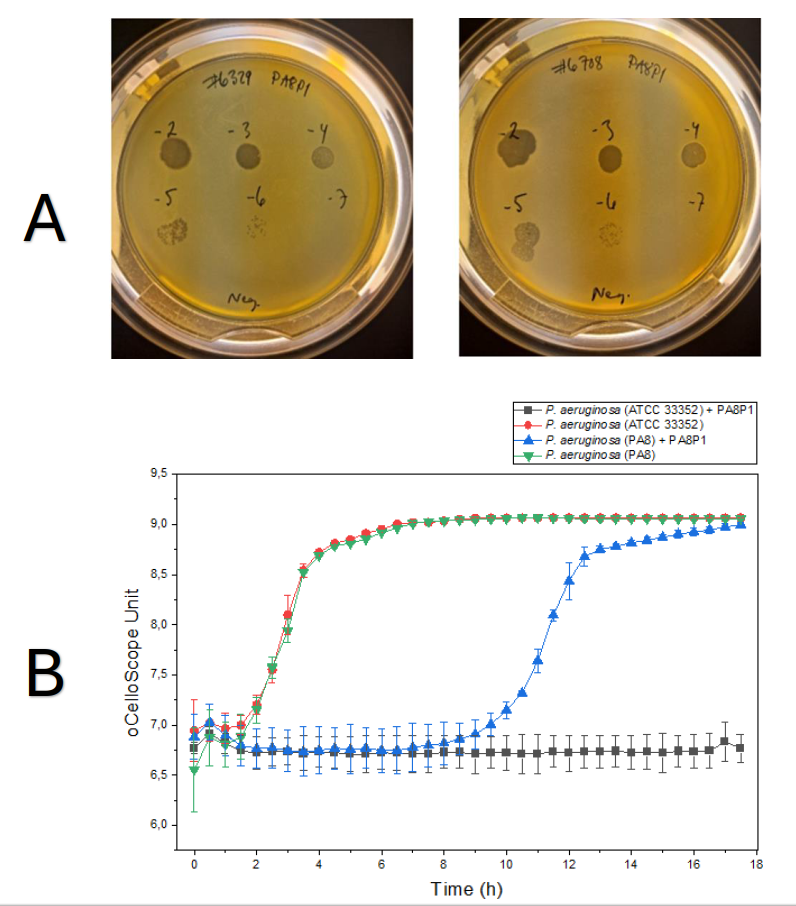 A
#6329 PA8P1
-2 -3 -4
-5 -6 -7
Neg.
#6708 PA8P1
-2 -3 -4
-5 -6 -7
Neg.
B
P. aeruginosa (ATCC 33352) + PA8P1
P. aeruginosa (ATCC 33352)
P. aeruginosa (PA8) + PA8P1
P. aeruginosa (PA8)
oCelloScope Unit
9,5
9,0
8,5
8,0
7,5
7,0
6,5
6,0
0 2 4 6 8 10 12 14 16 18
Time (h)